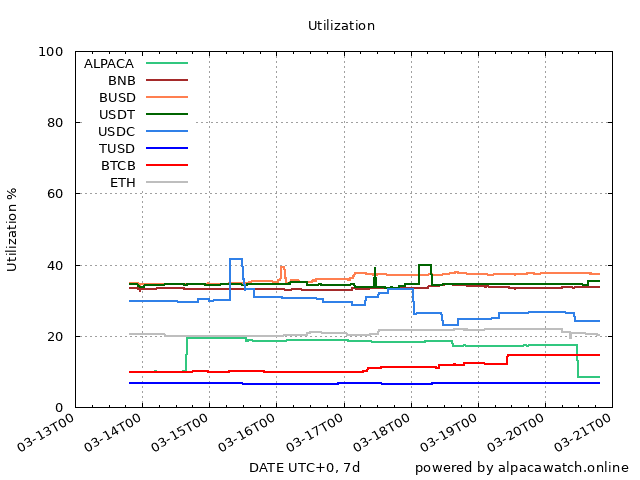 Utilization
100
80
60
40
20
0
Utilization %
ALPACA
BNB
BUSD
USDT
USDC
TUSD
BTCB
ETH
03-13T00
03-14T00
03-15T00
03-16T00
03-17T00
03-18T00
03-19T00
03-20T00
03-21T00
DATE UTC+0, 7d
powered by alpacawatch.online